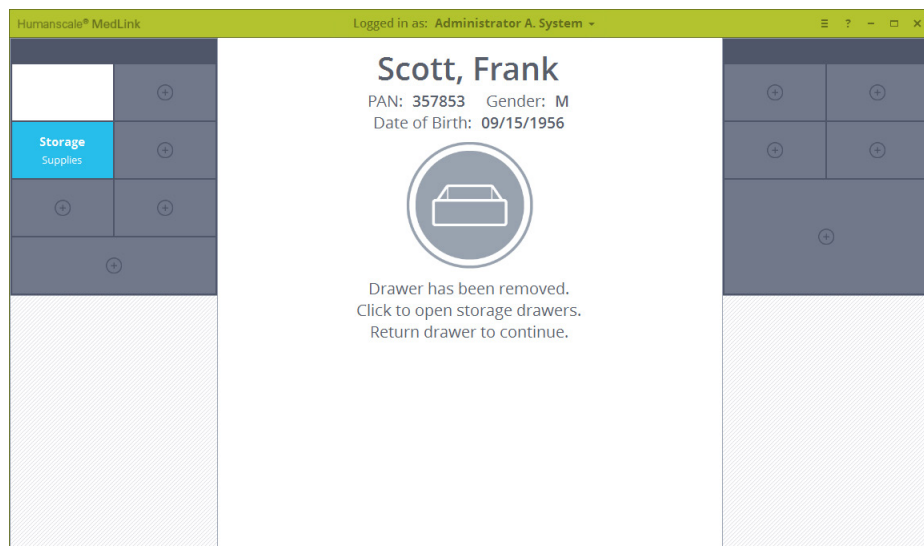 Humanscale® MedLink
Logged in as: Administrator A. System
? 
Storage
Supplies
Scott, Frank
PAN: 357853 Gender: M
Date of Birth: 09/15/1956
Drawer has been removed.
Click to open storage drawers.
Return drawer to continue.